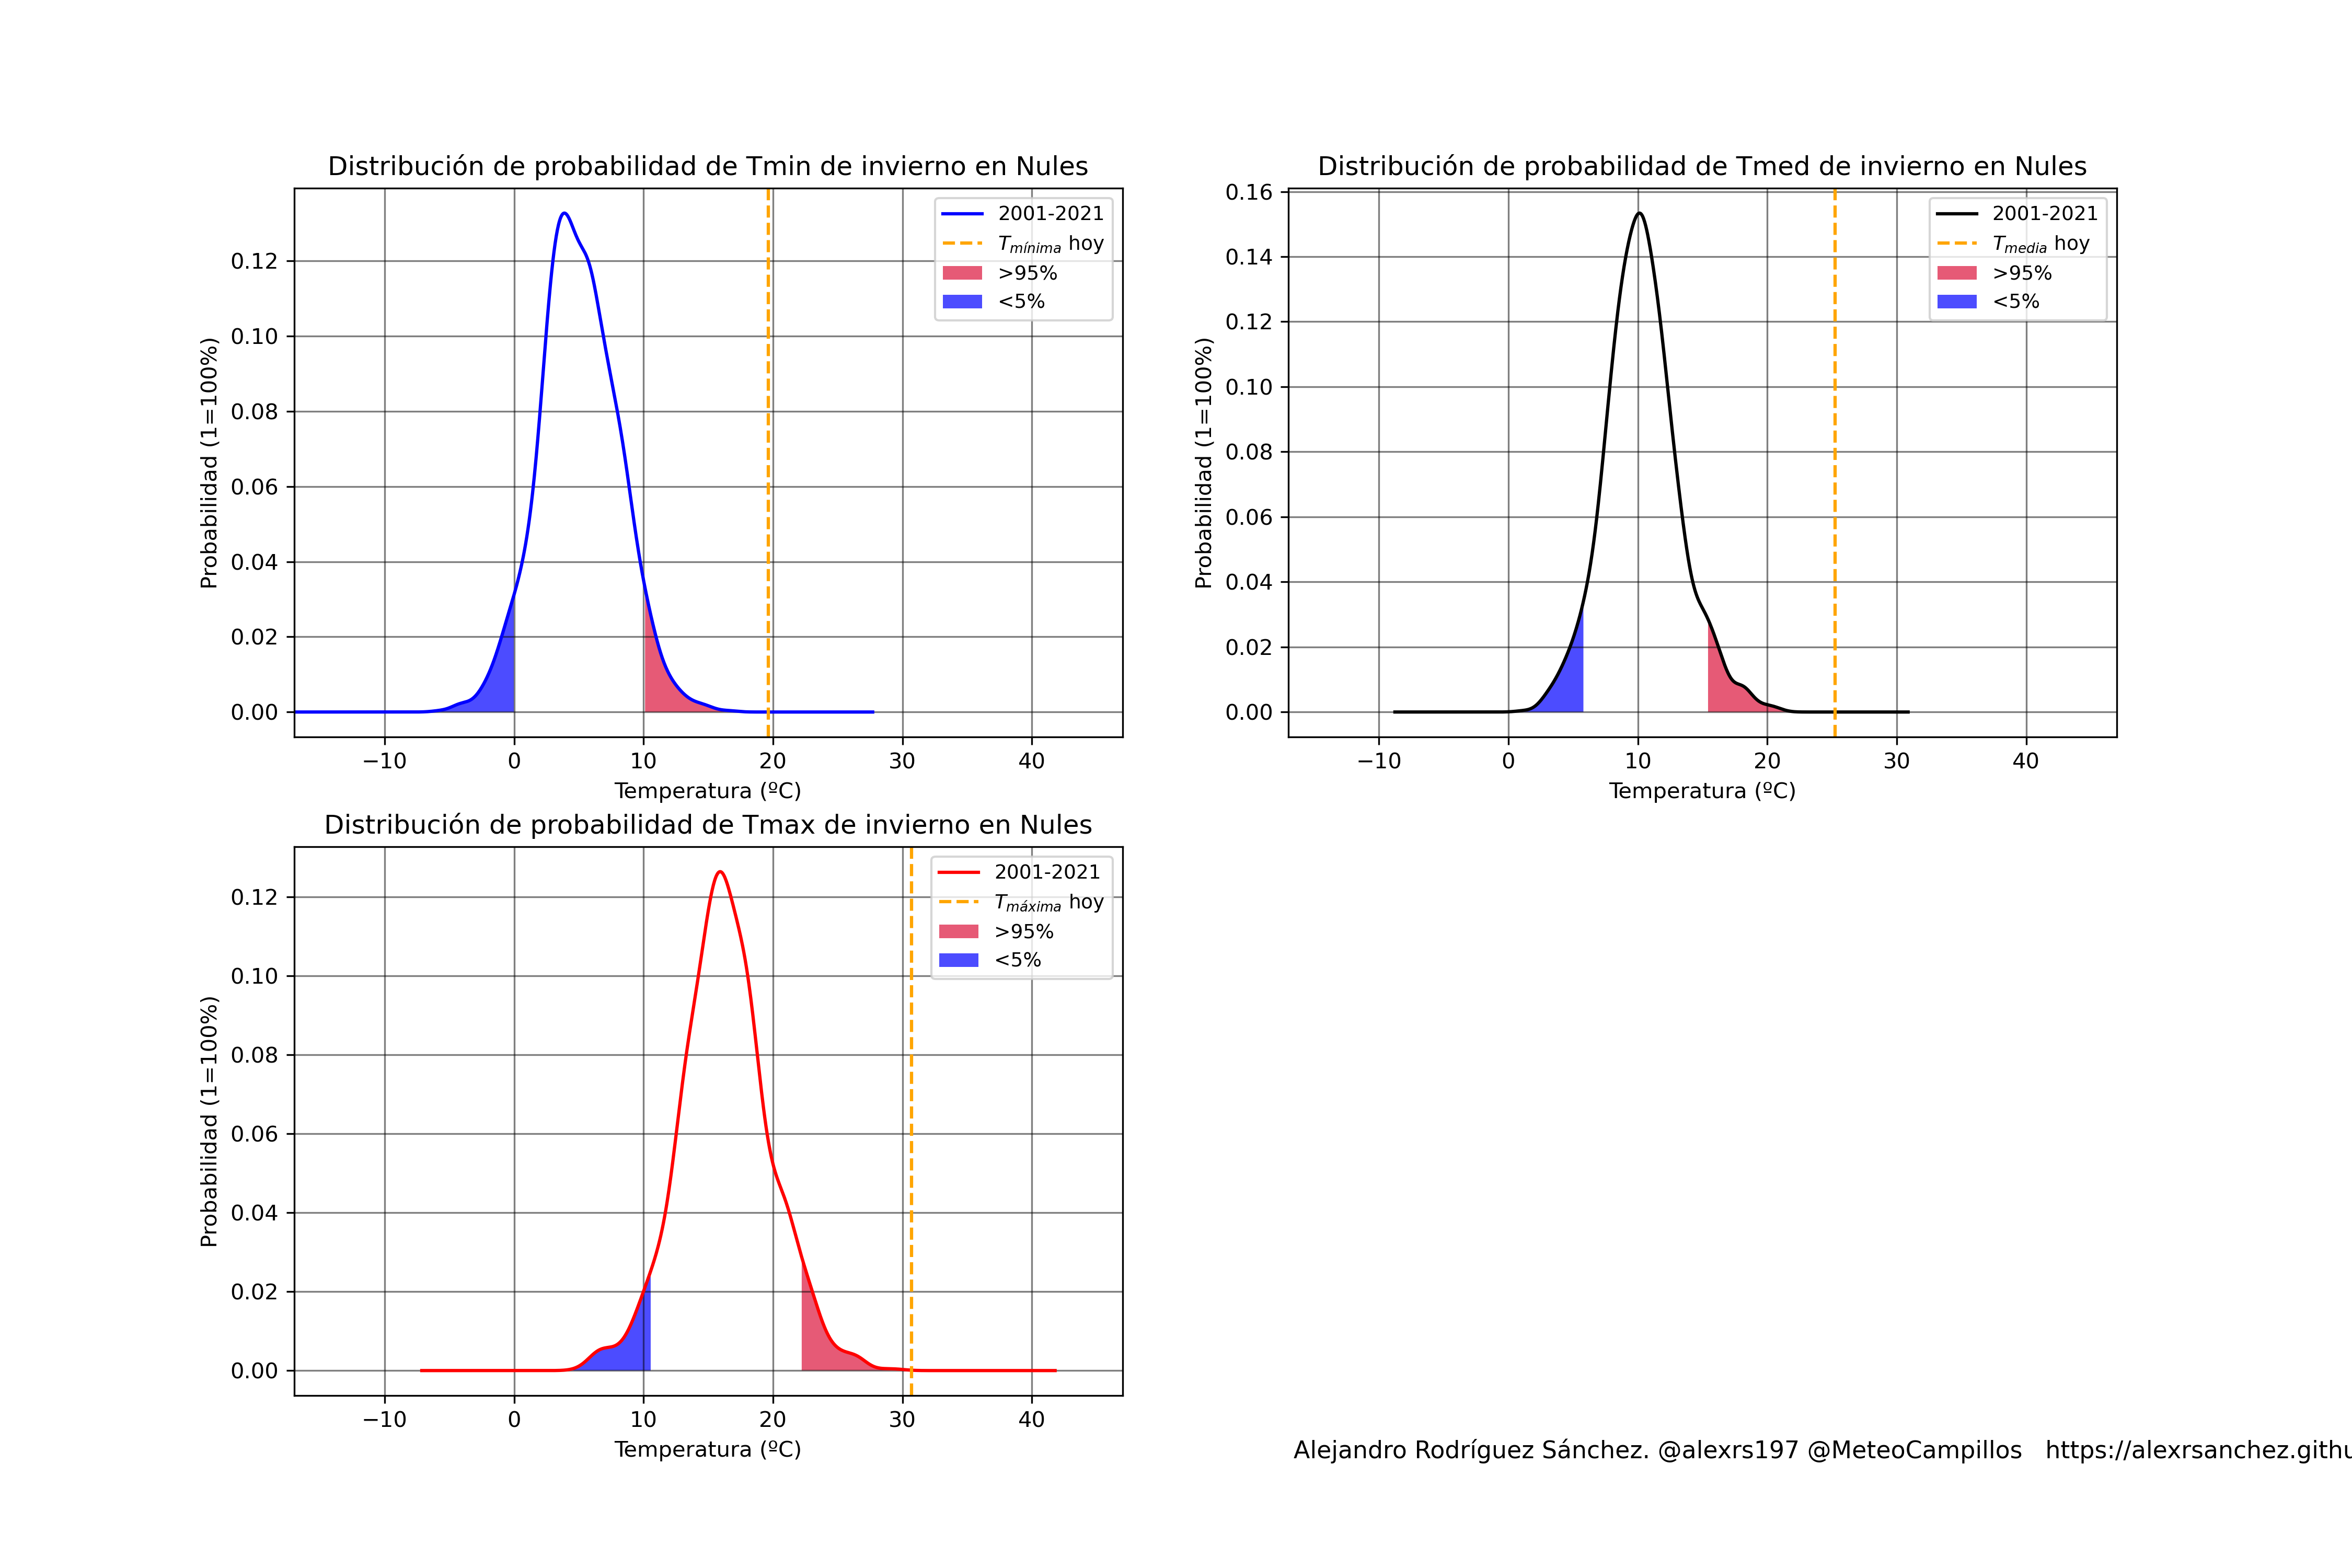 Distribución de probabilidad de Tmin de invierno en Nules
2001-2021
Tmínima hoy
>95%
<5%
Probabilidad (1=100%)
0.12
0.10
0.08
0.06
0.04
0.02
0.00
−10 0 10 20 30 40
Temperatura (ºC)
Distribución de probabilidad de Tmed de invierno en Nules
2001-2021
Tmedia hoy
>95%
<5%
Probabilidad (1=100%)
0.16
0.14
0.12
0.10
0.08
0.06
0.04
0.02
0.00
−10 0 10 20 30 40
Temperatura (ºC)
Distribución de probabilidad de Tmax de invierno en Nules
2001-2021
Tmáxima hoy
>95%
<5%
Probabilidad (1=100%)
0.12
0.10
0.08
0.06
0.04
0.02
0.00
−10 0 10 20 30 40
Temperatura (ºC)
Alejandro Rodríguez Sánchez. @alexrs197 @MeteoCampillos https://alexrsanchez.githu